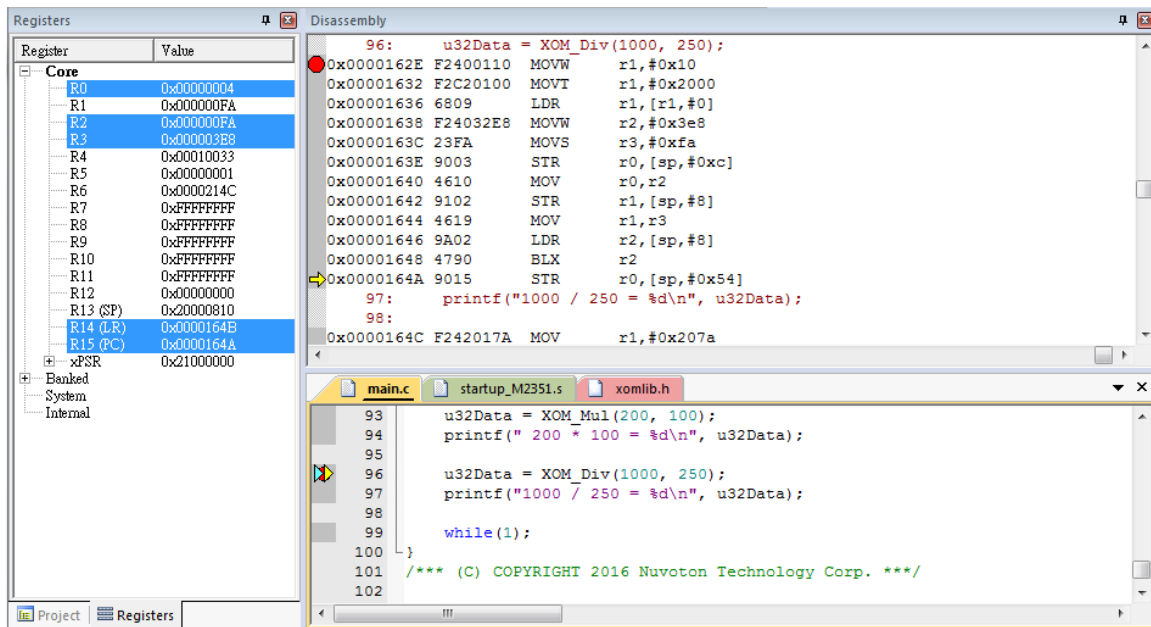 Registers
Register Value
Core
R0 0x00000004
R1 0x000000FA
R2 0x000000FA
R3 0x000003E8
R4 0x00010033
R5 0x00000001
R6 0x0000214C
R7 0xFFFFFFFF
R8 0xFFFFFFFF
R9 0xFFFFFFFF
R10 0xFFFFFFFF
R11 0xFFFFFFFF
R12 0x00000000
R13 (SP) 0x20000810
R14 (LR) 0x0000164B
R15 (PC) 0x0000164A
xPSR 0x21000000
Banked
System
Internal
Project Registers
Disassembly
96: u32Data = XOM_Div(1000, 250);
0x0000162E F2400110 MOVW r1,#0x10
0x00001632 F2C20100 MOVT r1,#0x2000
0x00001636 6809 LDR r1,[r1,#0]
0x00001638 F24032E8 MOVW r2,#0x3e8
0x0000163C 23FA MOVS r3,#0xfa
0x0000163E 9003 STR r0,[sp,#0xc]
0x00001640 4610 MOV r0,r2
0x00001642 9102 STR r1,[sp,#8]
0x00001644 4619 MOV r1,r3
0x00001646 9A02 LDR r2,[sp,#8]
0x00001648 4790 BLX r2
0x0000164A 9015 STR r0,[sp,#0x54]
97: printf("1000 / 250 = %d\n", u32Data);
98:
0x0000164C F242017A MOV r1,#0x207a
main.c startup_M2351.s xomlib.h
93 u32Data = XOM_Mul(200, 100);
94 printf(" 200 * 100 = %d\n", u32Data);
95
96 u32Data = XOM_Div(1000, 250);
97 printf("1000 / 250 = %d\n", u32Data);
98
99 while(1);
100 }
101 /*** (C) COPYRIGHT 2016 Nuvoton Technology Corp. ***/
102